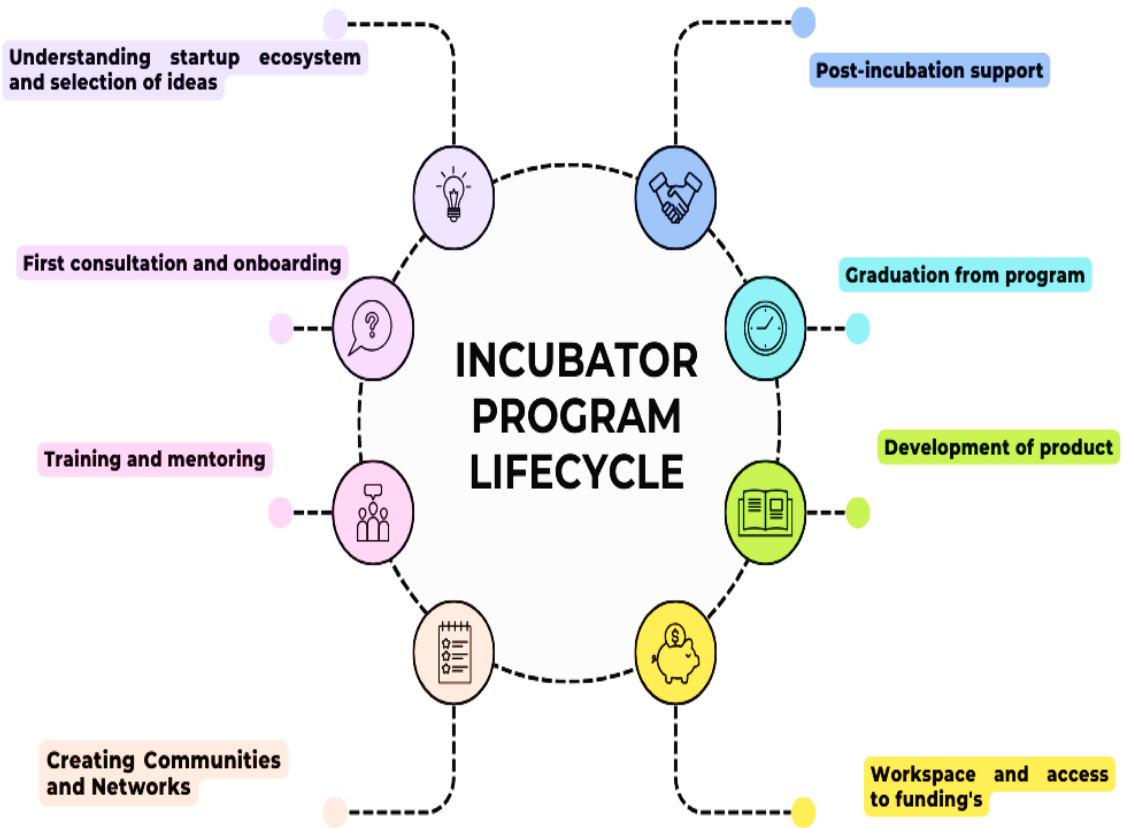 Understanding startup ecosystem
and selection of ideas
Post-incubation support
First consultation and onboarding
Graduation from program
INCUBATOR
PROGRAM
LIFECYCLE
Training and mentoring
Development of product
Creating Communities
and Networks
Workspace and access
to funding's
?
$